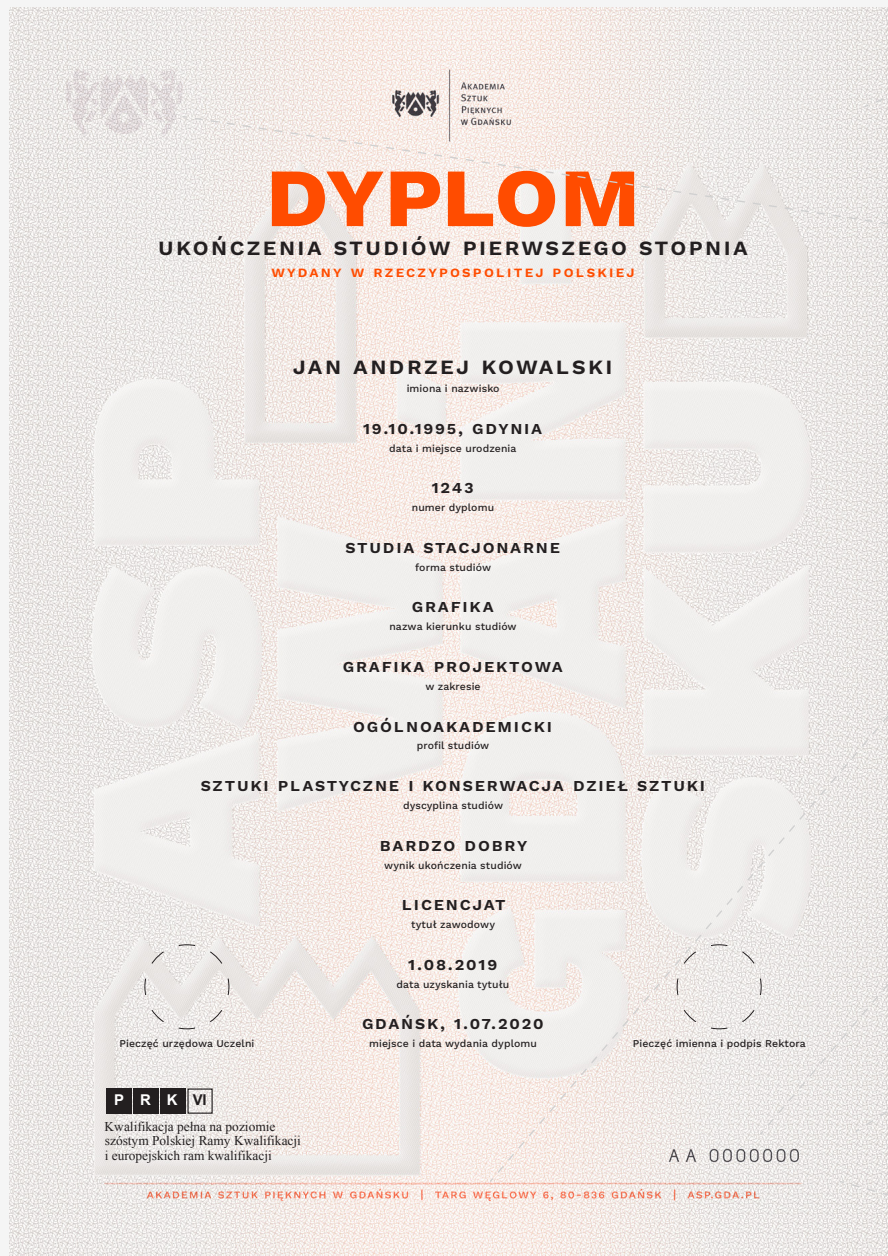 Akademia
Sztuk
Pięknych
w Gdańsku
DYPLOM
UKOŃCZENIA STUDIÓW PIERWSZEGO STOPNIA
WYDANY W RZECZYPOSPOLITEJ POLSKIEJ
JAN ANDRZEJ KOWALSKI
imiona i nazwisko
19.10.1995, GDYNIA
data i miejsce urodzenia
1243
numer dyplomu
STUDIA STACJONARNE
forma studiów
GRAFIKA
nazwa kierunku studiów
GRAFIKA PROJEKTOWA
w zakresie
OGÓLNOAKADEMICKI
profil studiów
SZTUKI PLASTYCZNE I KONSERWACJA DZIEŁ SZTUKI
dyscyplina studiów
BARDZO DOBRY
wynik ukończenia studiów
LICENCJAT
tytuł zawodowy
1.08.2019
data uzyskania tytułu
GDAŃSK, 1.07.2020
miejsce i data wydania dyplomu
Pieczęć urzędowa Uczelni
Pieczęć imienna i podpis Rektora
P R K VI
Kwalifikacja pełna na poziomie
szóstym Polskiej Ramy Kwalifikacji
i europejskich ram kwalifikacji
AA 0000000
AKADEMIA SZTUK PIĘKNYCH W GDAŃSKU | TARG WĘGLOWY 6, 80-836 GDAŃSK | ASP.GDA.PL
ASP
W
GDAŃ
SKU